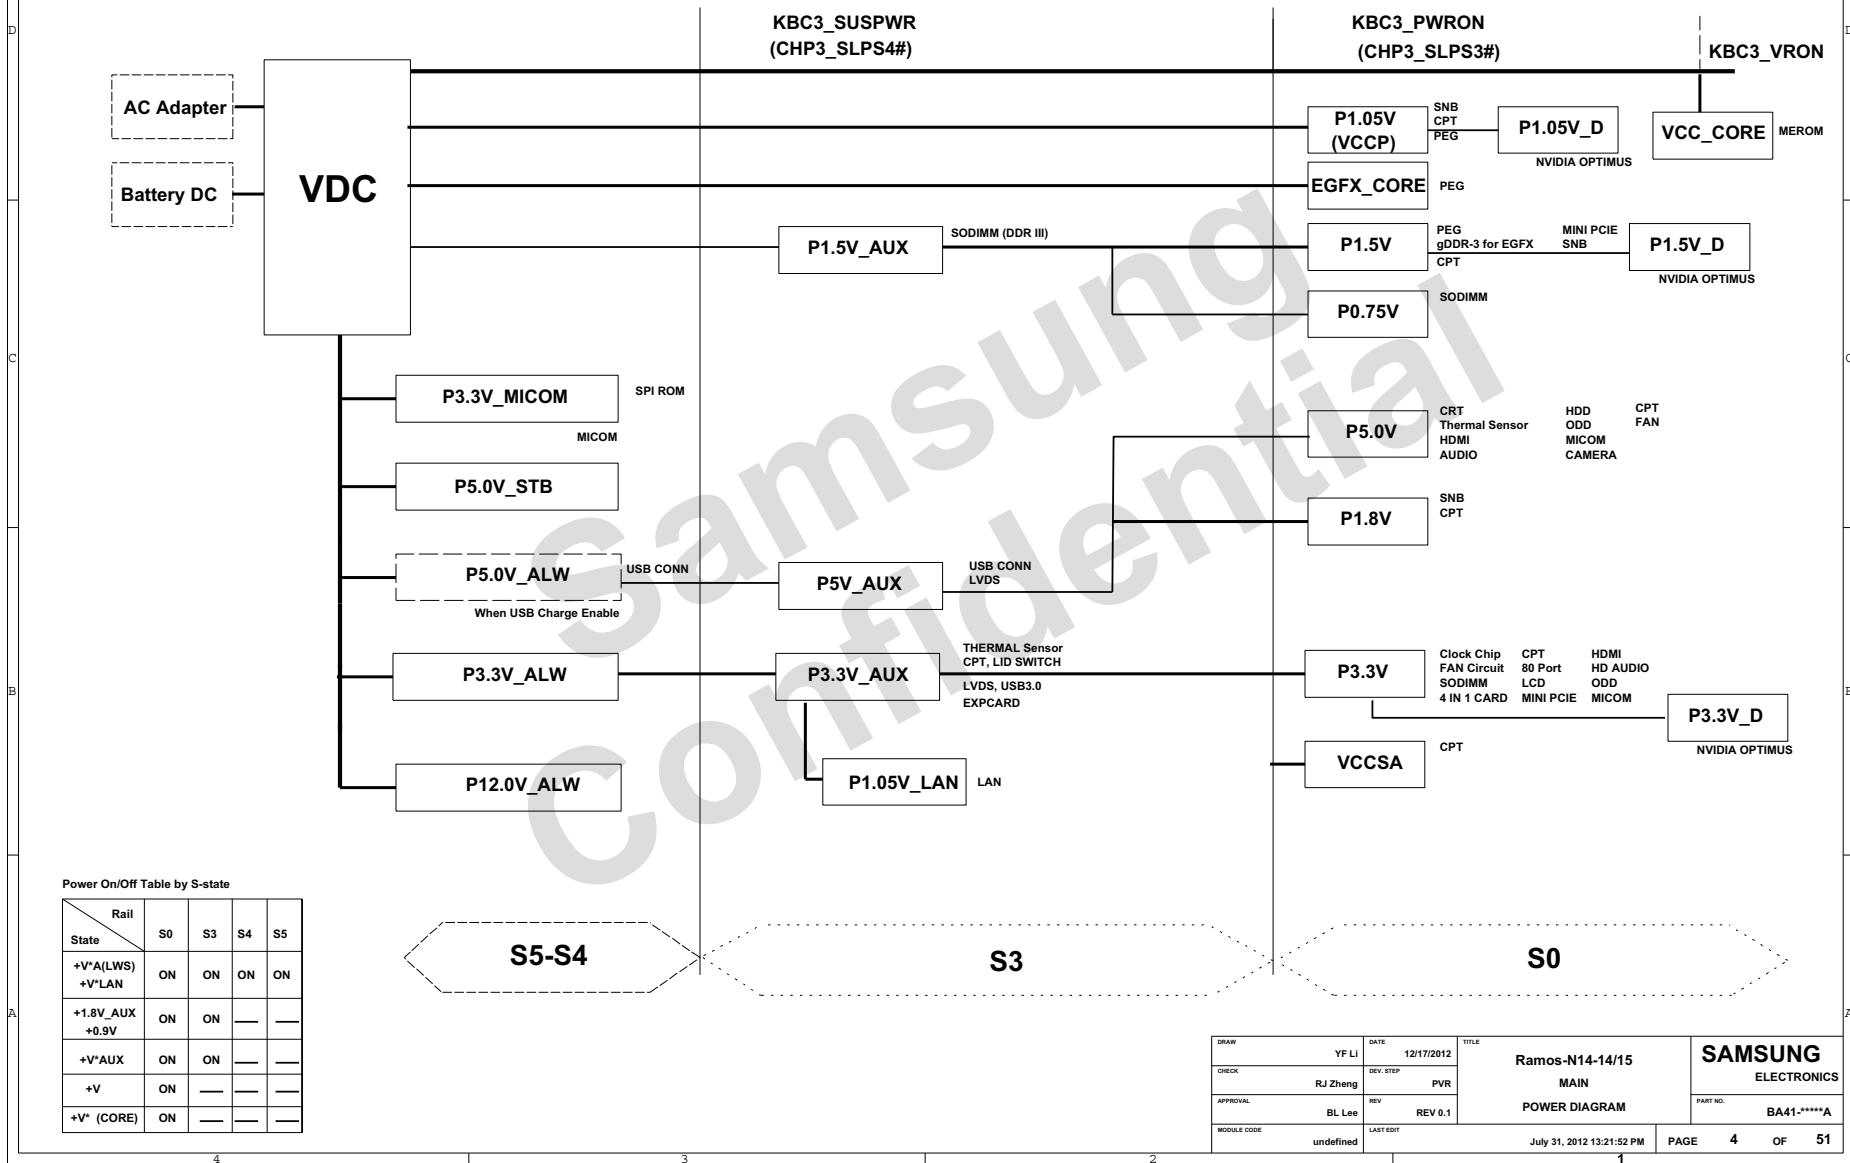 KBC3_SUSPWR
(CHP3_SLPS4#)
KBC3_PWRON
(CHP3_SLPS3#)
KBC3_VRON
D
D
AC Adapter
Battery DC
VDC
P1.05V
(VCCP)
SNB
CPT
PEG
P1.05V_D
NVIDIA OPTIMUS
VCC_CORE
MEROM
EGFX_CORE
PEG
P1.5V_AUX
SODIMM (DDR III)
P1.5V
PEG
gDDR-3 for EGFX
CPT
MINI PCIE
SNB
P1.5V_D
NVIDIA OPTIMUS
P0.75V
SODIMM
C
C
P3.3V_MICOM
SPI ROM
MICOM
P5.0V_STB
P5.0V
CRT
Thermal Sensor
HDMI
AUDIO
HDD
ODD
MICOM
CAMERA
CPT
FAN
P1.8V
SNB
CPT
P5.0V_ALW
When USB Charge Enable
USB CONN
P5V_AUX
USB CONN
LVDS
P3.3V_ALW
P3.3V_AUX
THERMAL Sensor
CPT, LID SWITCH
LVDS, USB3.0
EXPCARD
P3.3V
Clock Chip CPT HDMI
FAN Circuit 80 Port HD AUDIO
SODIMM LCD ODD
4 IN 1 CARD MINI PCIE MICOM
B
B
P3.3V_D
NVIDIA OPTIMUS
P12.0V_ALW
P1.05V_LAN
LAN
VCCSA
CPT
Samsung
Confidential
Power On/Off Table by S-state
Rail
State
S0 S3 S4 S5
+V*A(LWS)
+V*LAN
ON ON ON ON
+1.8V_AUX
+0.9V
ON ON — —
+V*AUX ON ON — —
+V ON — — —
+V* (CORE) ON — — —
S5-S4
S3
S0
A
A
DRAW
YF Li
DATE
12/17/2012
TITLE
Ramos-N14-14/15
MAIN
POWER DIAGRAM
SAMSUNG
ELECTRONICS
CHECK
RJ Zheng
DEV. STEP
PVR
APPROVAL
BL Lee
REV
REV 0.1
PART NO.
BA41-*****A
MODULE CODE
undefined
LAST EDIT
July 31, 2012 13:21:52 PM
PAGE 4 OF 51
4 3 2 1